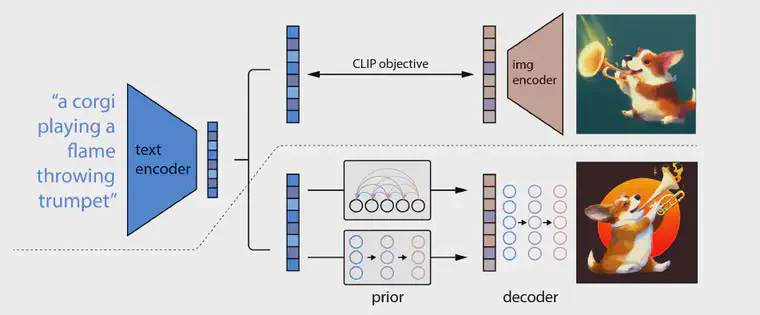 “a corgi
playing a
flame
throwing
trumpet”
text
encoder
CLIP objective
img
encoder
prior
decoder